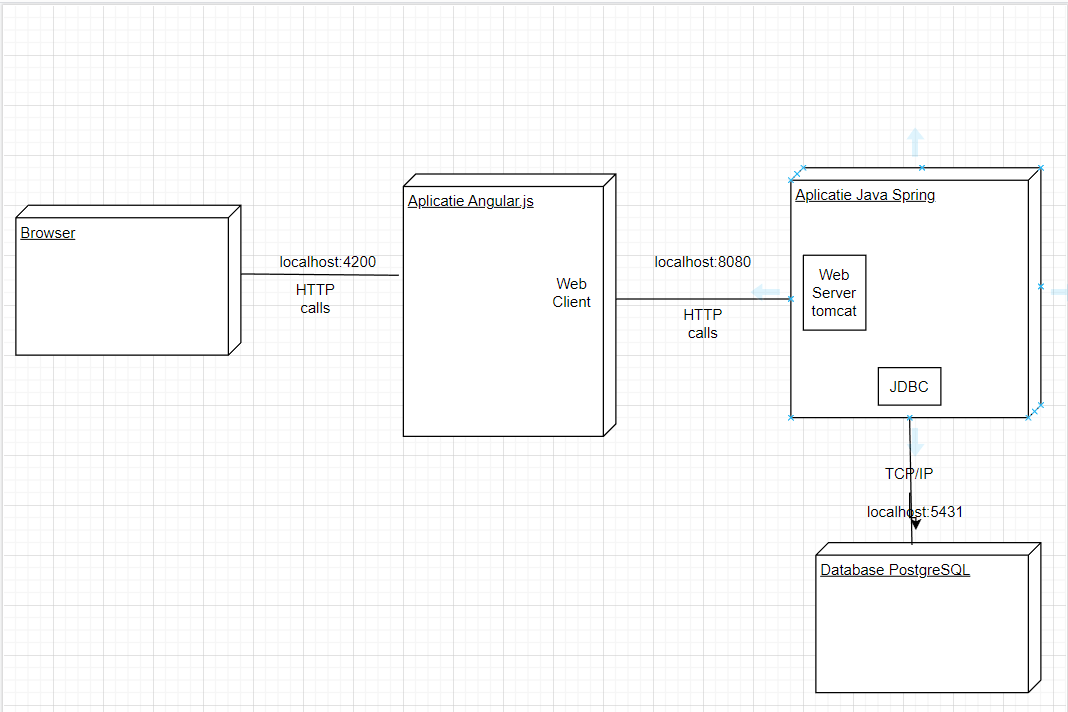 Browser
localhost:4200
HTTP
calls
Aplicatie Angular.js
Web
Client
localhost:8080
HTTP
calls
Aplicatie Java Spring
Web
Server
tomcat
JDBC
TCP/IP
localhost:5431
Database PostgreSQL